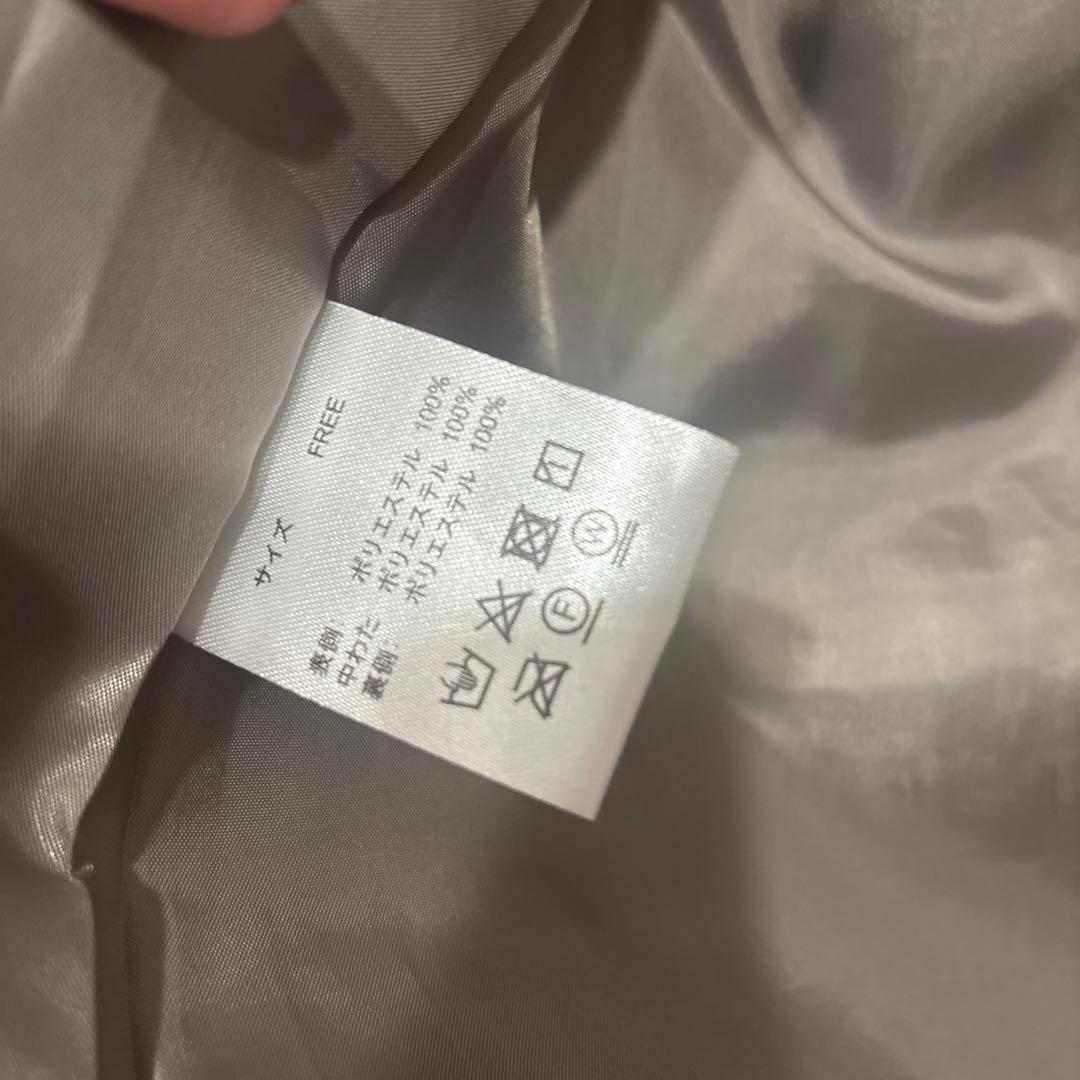 サイズ FREE
表側: ポリエステル 100%
中わた ポリエステル 100%
裏側: ポリエステル 100%
F W